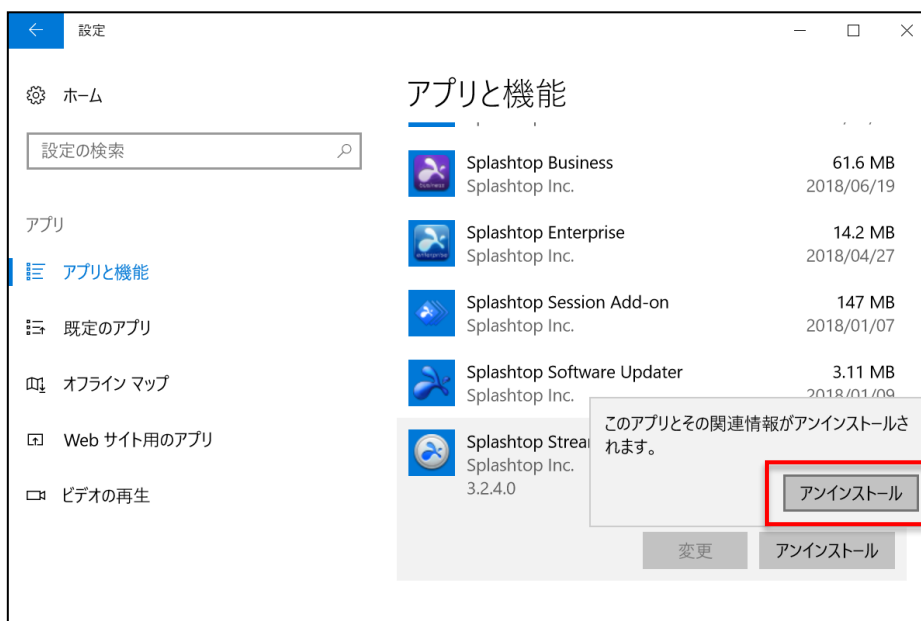 設定
ホーム
設定の検索
アプリ
アプリと機能
既定のアプリ
オフライン マップ
Web サイト用のアプリ
ビデオの再生
アプリと機能
Splashtop Business
61.6 MB
Splashtop Inc.
2018/06/19
business
Splashtop Enterprise
14.2 MB
Splashtop Inc.
2018/04/27
enterprise
Splashtop Session Add-on
147 MB
Splashtop Inc.
2018/01/07
Splashtop Software Updater
3.11 MB
Splashtop Inc.
2018/01/09
Splashtop Strea
Splashtop Inc.
3.2.4.0
このアプリとその関連情報がアンインストールさ
れます。
アンインストール
変更
アンインストール